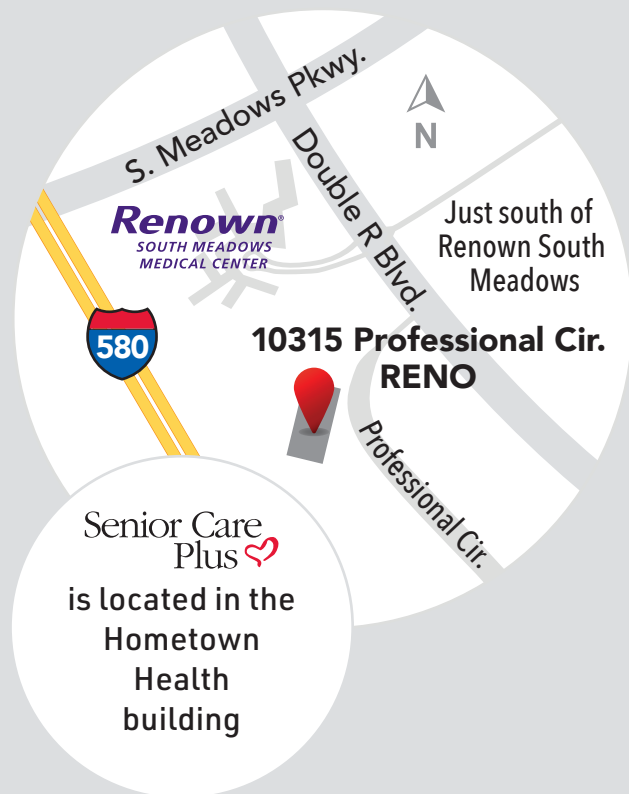 S. Meadows Pkwy.
N
Double R Blvd.
Renown®
SOUTH MEADOWS
MEDICAL CENTER
Just south of
Renown South
Meadows
580
10315 Professional Cir.
RENO
Professional Cir.
Senior Care
Plus
is located in the
Hometown
Health
building